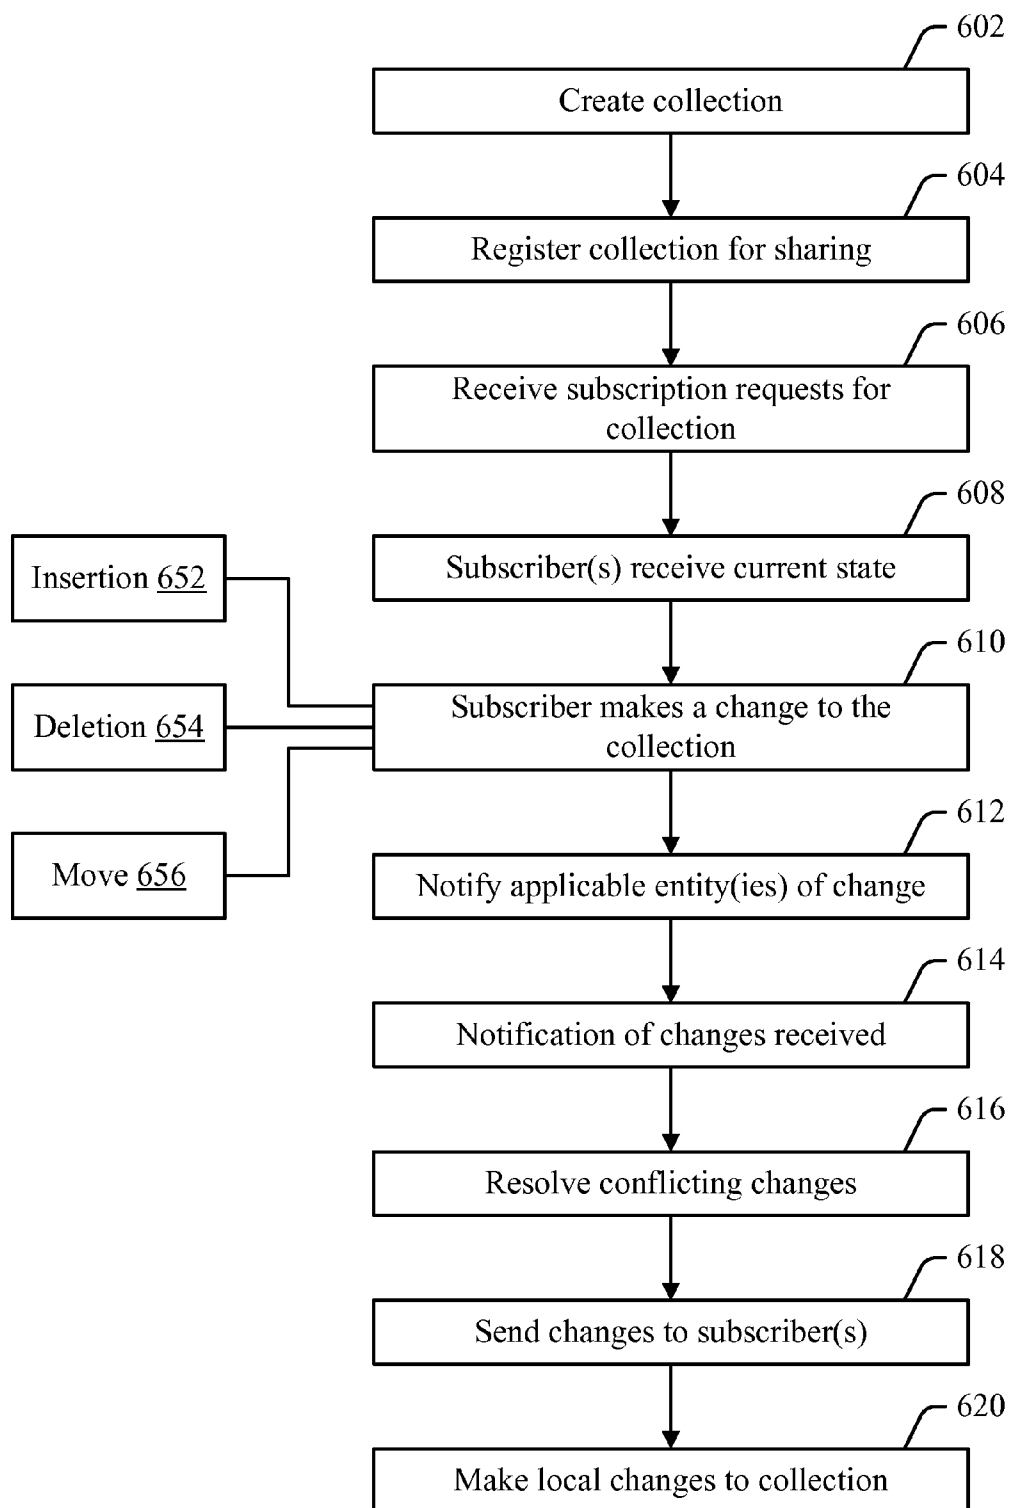 602
Create collection
604
Register collection for sharing
606
Receive subscription requests for
collection
608
Subscriber(s) receive current state
Insertion 652
610
Subscriber makes a change to the
collection
Deletion 654
612
Notify applicable entity(ies) of change
Move 656
614
Notification of changes received
616
Resolve conflicting changes
618
Send changes to subscriber(s)
620
Make local changes to collection